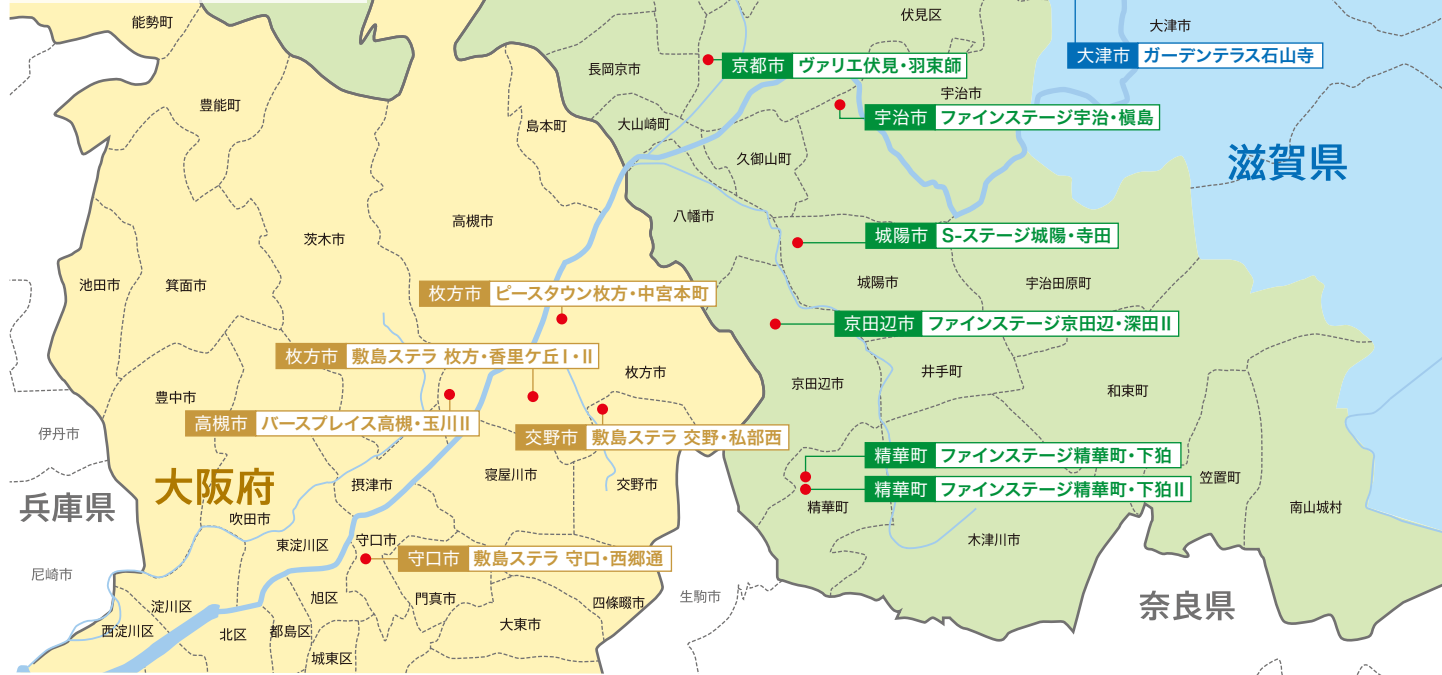 能勢町
伏見区
大津市
大津市 ガーデンテラス石山寺
京都市 ヴァリエ伏見・羽束師
長岡京市
豊能町
宇治市
宇治市 ファインステージ宇治・槇島
島本町
大山崎町
久御山町
滋賀県
八幡市
高槻市
茨木市
城陽市 S-ステージ城陽・寺田
池田市
箕面市
城陽市
宇治田原町
枚方市 ピースタウン枚方・中宮本町
京田辺市 ファインステージ京田辺・深田II
枚方市 敷島ステラ 枚方・香里ケ丘I・II
枚方市
井手町
京田辺市
和束町
豊中市
高槻市 バースプレイス高槻・玉川II
伊丹市
交野市 敷島ステラ 交野・私部西
精華町 ファインステージ精華町・下狛
大阪府
寝屋川市
摂津市
交野市
笠置町
精華町 ファインステージ精華町・下狛II
兵庫県
精華町
南山城村
吹田市
東淀川区
守口市
木津川市
守口市 敷島ステラ 守口・西郷通
尼崎市
淀川区
旭区
門真市
四條畷市
生駒市
奈良県
西淀川区
北区
都島区
大東市
城東区